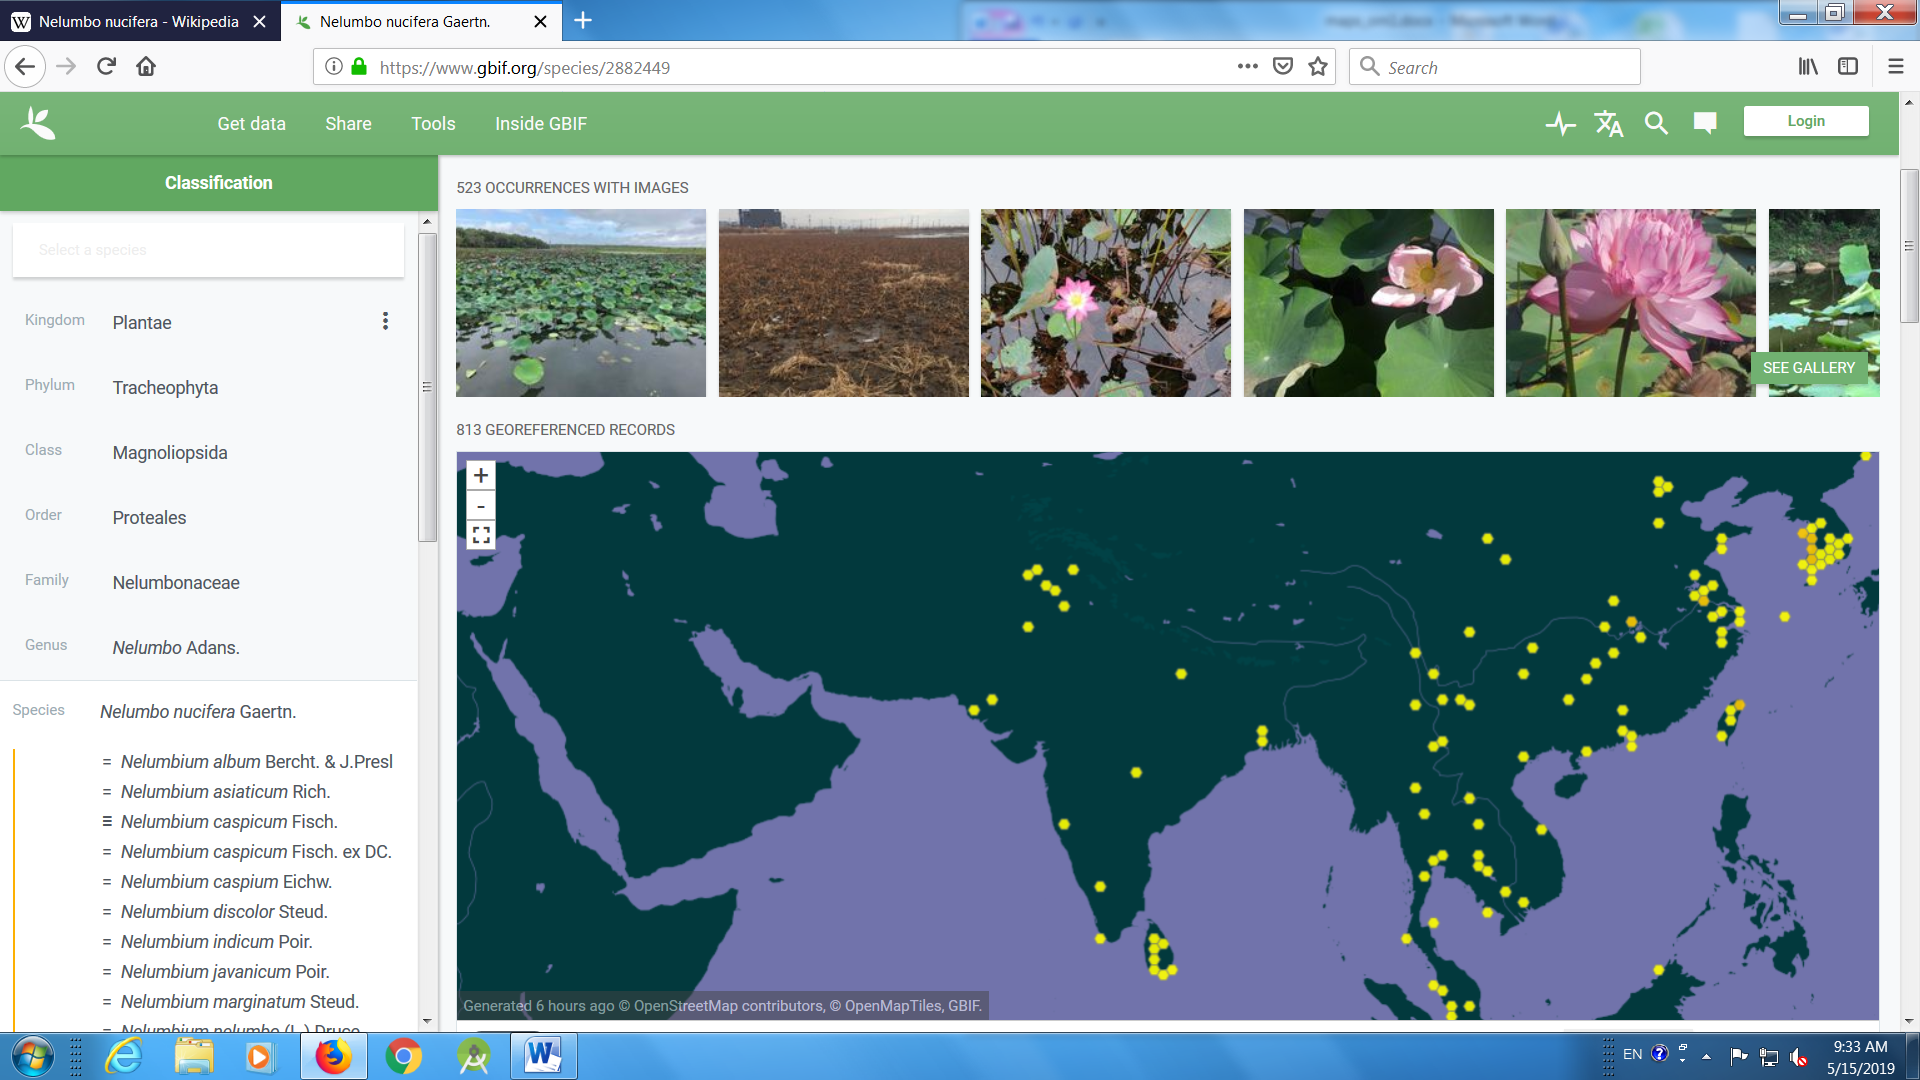 Nelumbo nucifera - Wikipedia
Nelumbo nucifera Gaertn.
https://www.gbif.org/species/2882449
Search
Get data
Share
Tools
Inside GBIF
Login
Classification
Select a species
Kingdom Plantae
Phylum Tracheophyta
Class Magnoliopsida
Order Proteales
Family Nelumbonaceae
Genus Nelumbo Adans.
Species Nelumbo nucifera Gaertn.
= Nelumbium album Bercht. & J.Presl
= Nelumbium asiaticum Rich.
≡ Nelumbium caspicum Fisch.
= Nelumbium caspicum Fisch. ex DC.
= Nelumbium caspium Eichw.
= Nelumbium discolor Steud.
= Nelumbium indicum Poir.
= Nelumbium javanicum Poir.
= Nelumbium marginatum Steud.
= Nelumbium nelumbo (L.) Druce
523 OCCURRENCES WITH IMAGES
SEE GALLERY
813 GEOREFERENCED RECORDS
+
-
Generated 6 hours ago © OpenStreetMap contributors, © OpenMapTiles, GBIF.
EN
9:33 AM
5/15/2019